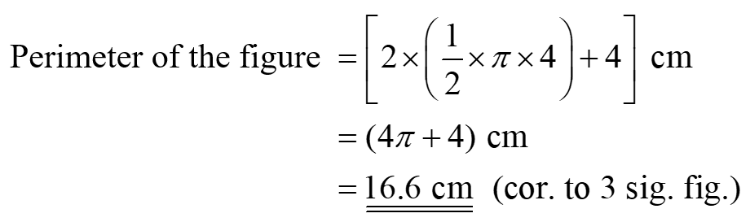 Perimeter of the figure = [2×(1/2×π×4)+4] cm
= (4π + 4) cm
= 16.6 cm (cor. to 3 sig. fig.)